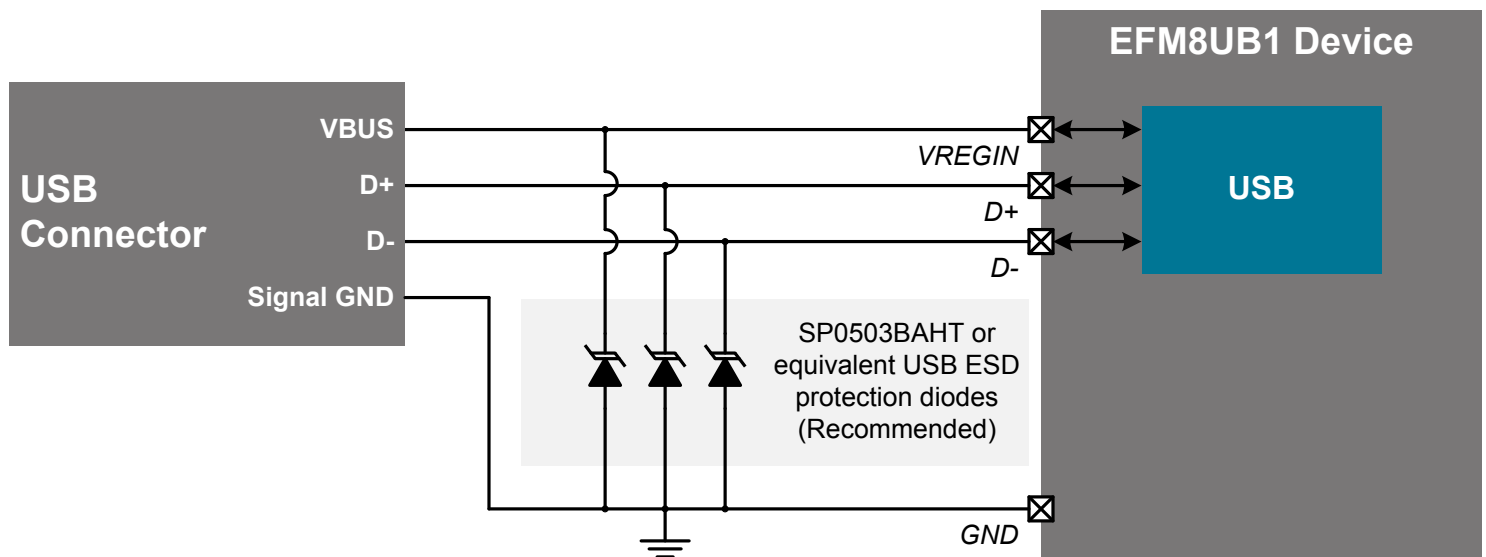 EFM8UB1 Device
VBUS
VREGIN
USB
Connector
D+
D+
USB
D-
D-
Signal GND
SP0503BAHT or
equivalent USB ESD
protection diodes
(Recommended)
GND